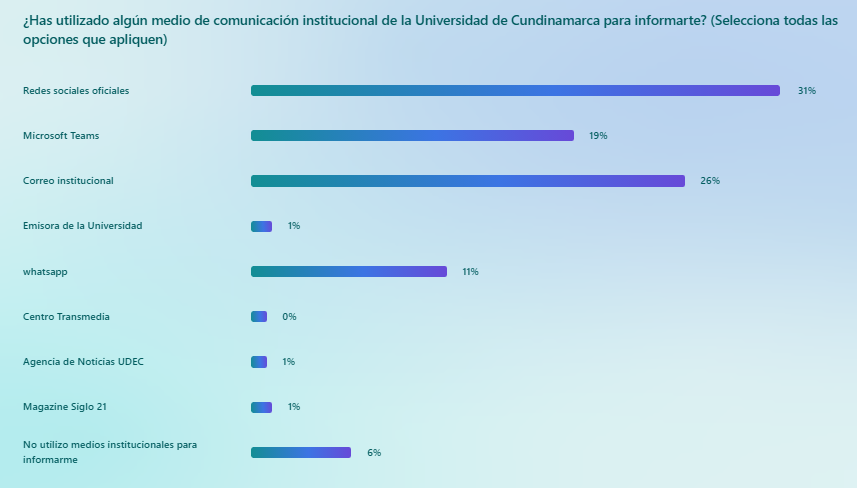 ¿Has utilizado algún medio de comunicación institucional de la Universidad de Cundinamarca para informarte? (Selecciona todas las
opciones que apliquen)
Redes sociales oficiales 31%
Microsoft Teams 19%
Correo institucional 26%
Emisora de la Universidad 1%
whatsapp 11%
Centro Transmedia 0%
Agencia de Noticias UDEC 1%
Magazine Siglo 21 1%
No utilizo medios institucionales para
informarme 6%